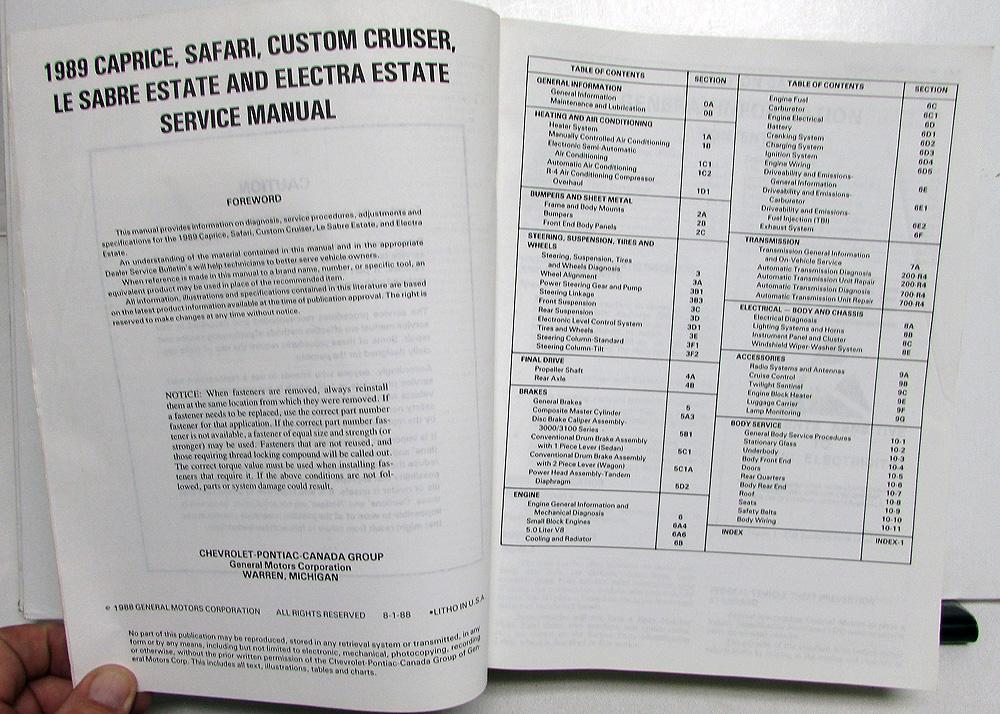 1989 CAPRICE, SAFARI, CUSTOM CRUISER,
LE SABRE ESTATE AND ELECTRA ESTATE
SERVICE MANUAL
FOREWORD
This manual provides information on diagnosis, service procedures, adjustments and
specifications for the 1989 Caprice, Safari, Custom Cruiser, Le Sabre Estate, and Electra
Estate.
An understanding of the material contained in this manual and in the appropriate
Dealer Service Bulletin's will help technicians to better serve vehicle owners.
When reference is made in this manual to a brand name, number, or specific tool, an
equivalent product may be used in place of the recommended item.
All information, illustrations and specifications contained in this literature are based
on the latest product information available at the time of publication approval. The right is
reserved to make changes at any time without notice.
NOTICE: When fasteners are removed, always reinstall
them at the same location from which they were removed. If
a fastener needs to be replaced, use the correct part number
fastener for that application. If the correct part number fas-
tener is not available, a fastener of equal size and strength (or
stronger) may be used. Fasteners that are not reused, and
those requiring thread locking compound will be called out.
The correct torque value must be used when installing fas-
teners that require it. If the above conditions are not fol-
lowed, parts or system damage could result.
CHEVROLET-PONTIAC-CANADA GROUP
General Motors Corporation
WARREN, MICHIGAN
© 1988 GENERAL MOTORS CORPORATION ALL RIGHTS RESERVED 8-1-88 •LITHO IN U.S.A.
No part of this publication may be reproduced, stored in any retrieval system or transmitted, in any
form or by any means, including but not limited to electronic, mechanical, photocopying, recording
or otherwise, without the prior written permission of the Chevrolet-Pontiac-Canada Group of Gen-
eral Motors Corp. This includes all text, illustrations, tables and charts.
TABLE OF CONTENTS SECTION
GENERAL INFORMATION
General Information 0A
Maintenance and Lubrication 0B
HEATING AND AIR CONDITIONING
Heater System 1A
Manually Controlled Air Conditioning 1B
Electronic Semi-Automatic
Air Conditioning 1C1
Automatic Air Conditioning 1C2
R-4 Air Conditioning Compressor
Overhaul 1D1
BUMPERS AND SHEET METAL
Frame and Body Mounts 2A
Bumpers 2B
Front End Body Panels 2C
STEERING, SUSPENSION, TIRES AND
WHEELS
Steering, Suspension, Tires
and Wheels Diagnosis 3
Wheel Alignment 3A
Power Steering Gear and Pump 3B1
Steering Linkage 3B3
Front Suspension 3C
Rear Suspension 3D
Electronic Level Control System 3D1
Tires and Wheels 3E
Steering Column-Standard 3F1
Steering Column-Tilt 3F2
FINAL DRIVE
Propeller Shaft 4A
Rear Axle 4B
BRAKES
General Brakes 5
Composite Master Cylinder 5A3
Disc Brake Caliper Assembly-
3000/3100 Series 5B1
Conventional Drum Brake Assembly
with 1 Piece Lever (Sedan) 5C1
Conventional Drum Brake Assembly
with 2 Piece Lever (Wagon) 5C1A
Power Head Assembly-Tandem
Diaphragm 5D2
ENGINE
Engine General Information and
Mechanical Diagnosis 6
Small Block Engines 6A4
5.0 Liter V8 6A6
Cooling and Radiator 6B
TABLE OF CONTENTS SECTION
Engine Fuel 6C
Carburetor 6C1
Engine Electrical 6D
Battery 6D1
Cranking System 6D2
Charging System 6D3
Ignition System 6D4
Engine Wiring 6D5
Driveability and Emissions-
General Information 6E
Driveability and Emissions-
Carburetor 6E1
Driveability and Emissions-
Fuel Injection (TBI) 6E2
Exhaust System 6F
TRANSMISSION
Transmission General Information
and On-Vehicle Service 7A
Automatic Transmission Diagnosis 200-R4
Automatic Transmission Unit Repair 200-R4
Automatic Transmission Diagnosis 700-R4
Automatic Transmission Unit Repair 700-R4
ELECTRICAL — BODY AND CHASSIS
Electrical Diagnosis 8A
Lighting Systems and Horns 8B
Instrument Panel and Cluster 8C
Windshield Wiper-Washer System 8E
ACCESSORIES
Radio Systems and Antennas 9A
Cruise Control 9B
Twilight Sentinel 9C
Engine Block Heater 9E
Luggage Carrier 9F
Lamp Monitoring 9G
BODY SERVICE
General Body Service Procedures 10-1
Stationary Glass 10-2
Underbody 10-3
Body Front End 10-4
Doors 10-5
Rear Quarters 10-6
Body Rear End 10-7
Roof 10-8
Seats 10-9
Safety Belts 10-10
Body Wiring 10-11
INDEX INDEX-1